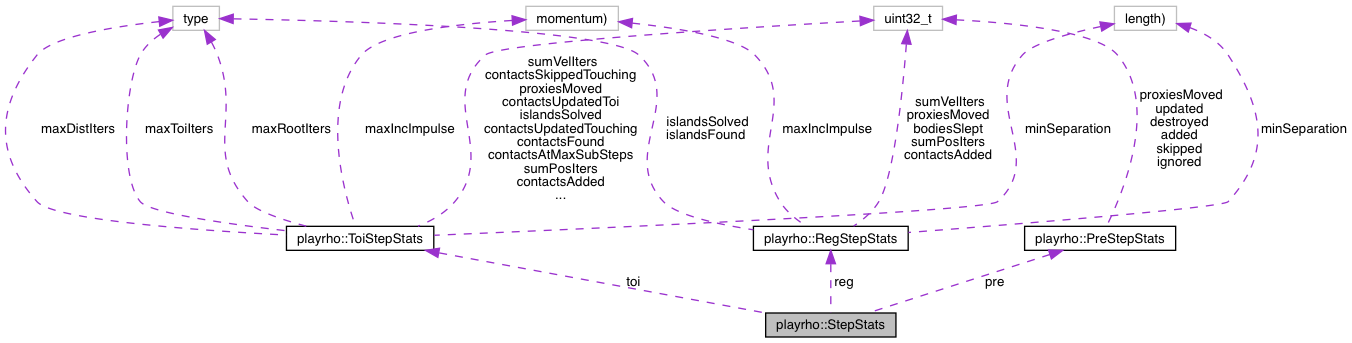 type
momentum)
uint32_t
length)
maxDistIters
maxToiIters
maxRootIters
maxIncImpulse
sumVelIters
contactsSkippedTouching
proxiesMoved
contactsUpdatedToi
islandsSolved
contactsUpdatedTouching
contactsFound
contactsAtMaxSubSteps
sumPosIters
contactsAdded
...
islandsSolved
islandsFound
maxIncImpulse
sumVelIters
proxiesMoved
bodiesSlept
sumPosIters
contactsAdded
minSeparation
proxiesMoved
updated
destroyed
added
skipped
ignored
minSeparation
playrho::ToiStepStats
playrho::RegStepStats
playrho::PreStepStats
toi
reg
pre
playrho::StepStats